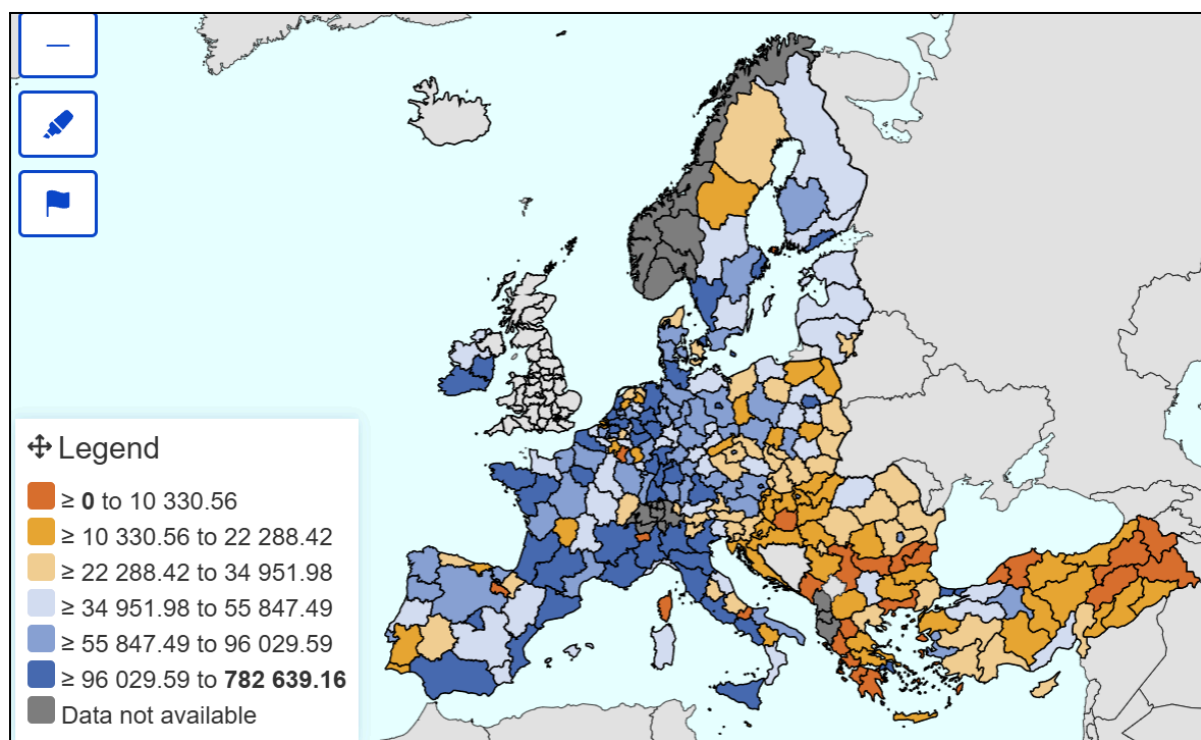 Legend
≥ 0 to 10 330.56
≥ 10 330.56 to 22 288.42
≥ 22 288.42 to 34 951.98
≥ 34 951.98 to 55 847.49
≥ 55 847.49 to 96 029.59
≥ 96 029.59 to 782 639.16
Data not available